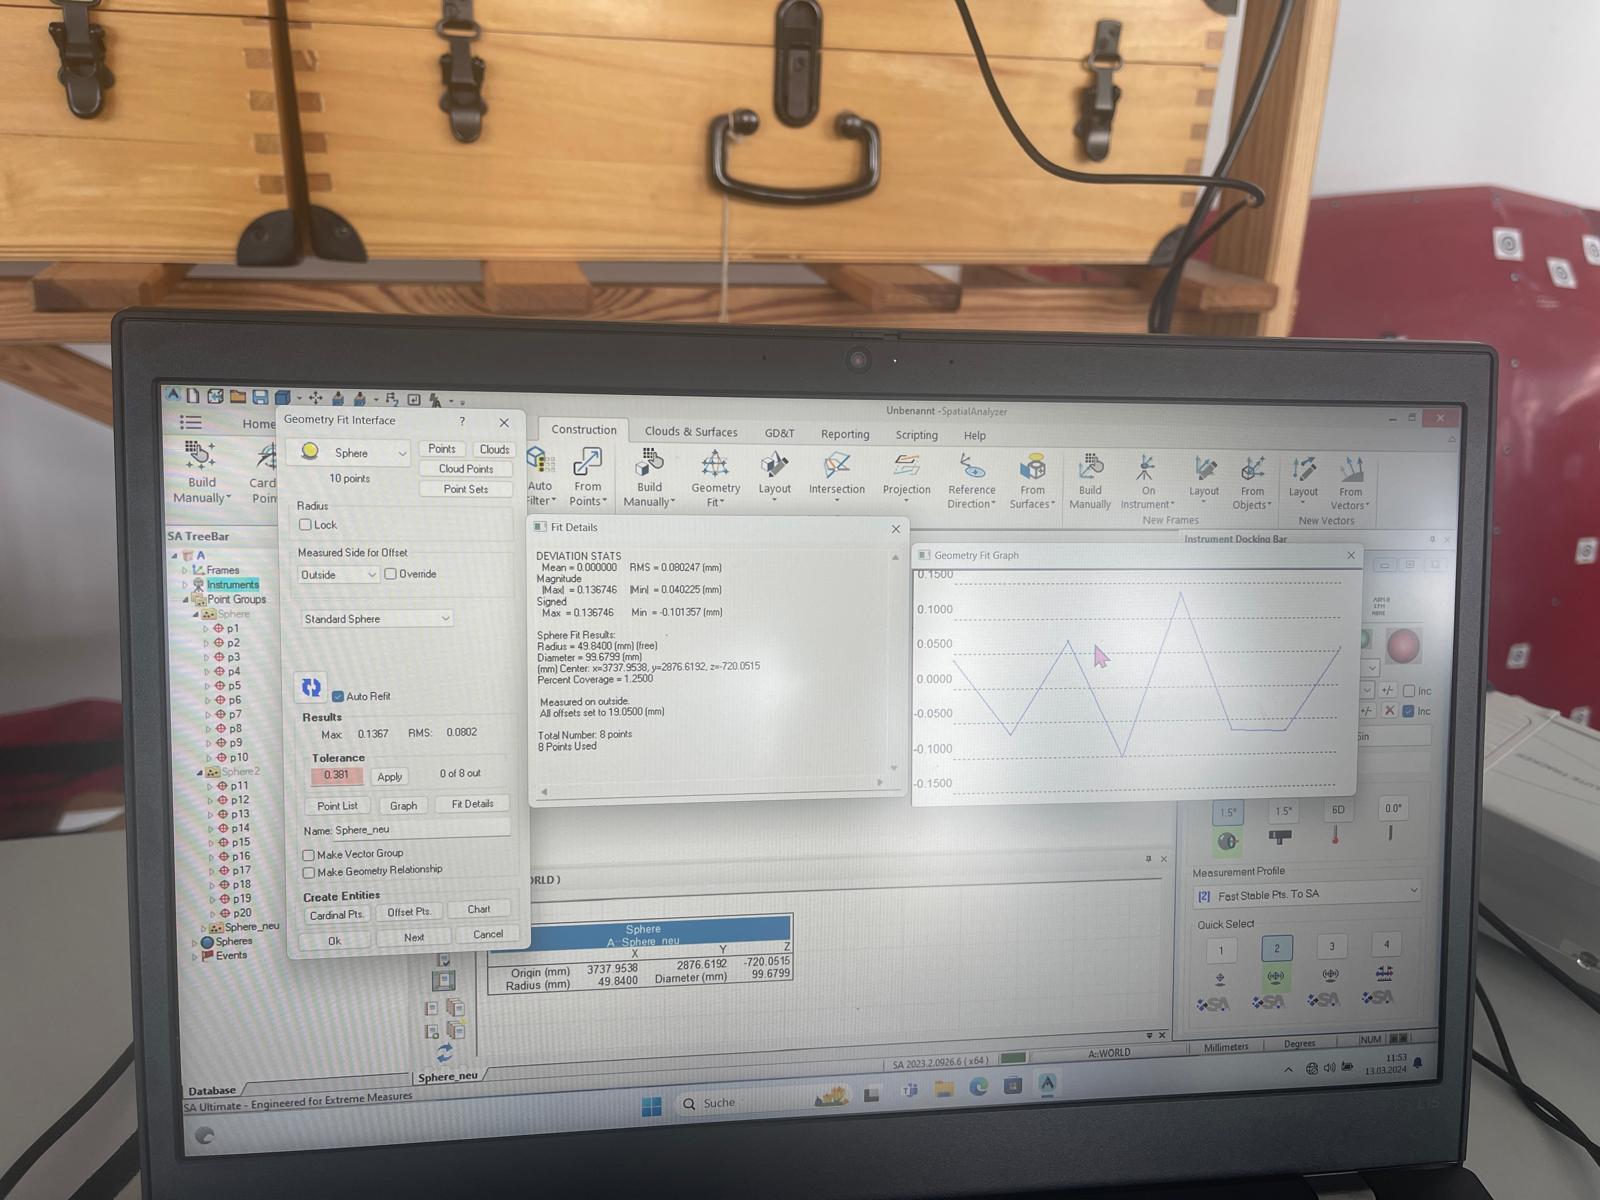 Unbenannt - SpatialAnalyzer
Home
Construction
Clouds & Surfaces
GD&T
Reporting
Scripting
Help
Build
Manually
Auto
Filter
From
Points
Build
Manually
Geometry
Fit
Layout
Intersection
Projection
Reference
Direction
From
Surfaces
Build
Manually
On
Instrument
Layout
From
Objects
New Frames
Layout
From
Vectors
New Vectors
Geometry Fit Interface
?
Sphere
10 points
Points
Clouds
Cloud Points
Point Sets
Radius
Lock
Measured Side for Offset
Outside
Override
Standard Sphere
Auto Refit
Results
Max: 0.1367 RMS: 0.0802
Tolerance
0.381
Apply
0 of 8 out
Point List
Graph
Fit Details
Name: Sphere_neu
Make Vector Group
Make Geometry Relationship
Create Entities
Cardinal Pts.
Offset Pts.
Chart
Ok
Next
Cancel
SA TreeBar
A
Frames
Instruments
Point Groups
Sphere
p1
p2
p3
p4
p5
p6
p7
p8
p9
p10
Sphere2
p11
p12
p13
p14
p15
p16
p17
p18
p19
p20
Sphere_neu
Spheres
Events
Fit Details
DEVIATION STATS
Mean = 0.000000 RMS = 0.080247 (mm)
Magnitude
|Max| = 0.136746 |Min| = 0.040225 (mm)
Signed
Max = 0.136746 Min = -0.101357 (mm)
Sphere Fit Results:
Radius = 49.8400 (mm) (free)
Diameter = 99.6799 (mm)
(mm) Center: x=3737.9538, y=2876.6192, z=-720.0515
Percent Coverage = 1.2500
Measured on outside.
All offsets set to 19.0500 (mm)
Total Number: 8 points
8 Points Used
Instrument Docking Bar
Geometry Fit Graph
0.1500
0.1000
0.0500
0.0000
-0.0500
-0.1000
-0.1500
+/-
Inc
Inc
1.5"
1.5"
6D
0.0"
Measurement Profile
[2] Fast Stable Pts. To SA
Quick Select
1
2
3
4
SA
SA
SA
SA
Sphere
A::Sphere_neu
X Y Z
Origin (mm) 3737.9538 2876.6192 -720.0515
Radius (mm) 49.8400 Diameter (mm) 99.6799
Database
Sphere_neu
SA 2023.2.0926.6 (x64)
A::WORLD
Millimeters
Degrees
NUM
SA Ultimate - Engineered for Extreme Measures
Suche
11:53
13.03.2024